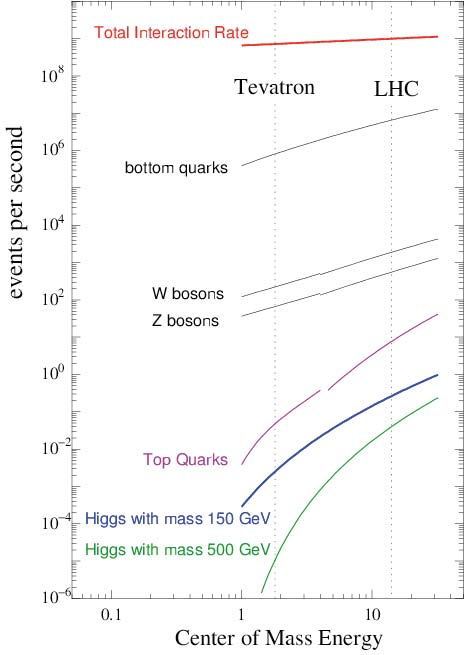 Total Interaction Rate
10^8
Tevatron
LHC
10^6
bottom quarks
events per second
10^4
W bosons
10^2
Z bosons
10^0
10^-2
Top Quarks
Higgs with mass 150 GeV
10^-4
Higgs with mass 500 GeV
10^-6
0.1 1 10
Center of Mass Energy